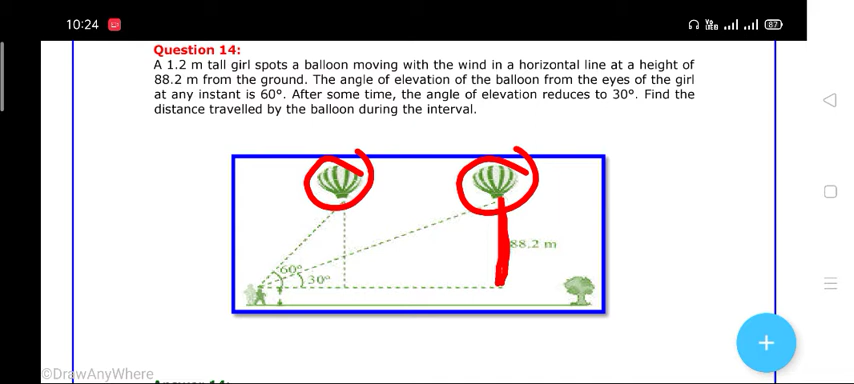 10:24
Vo
LTE
87
Question 14:
A 1.2 m tall girl spots a balloon moving with the wind in a horizontal line at a height of
88.2 m from the ground. The angle of elevation of the balloon from the eyes of the girl
at any instant is 60°. After some time, the angle of elevation reduces to 30°. Find the
distance travelled by the balloon during the interval.
88.2 m
60°
30°
©DrawAnyWhere